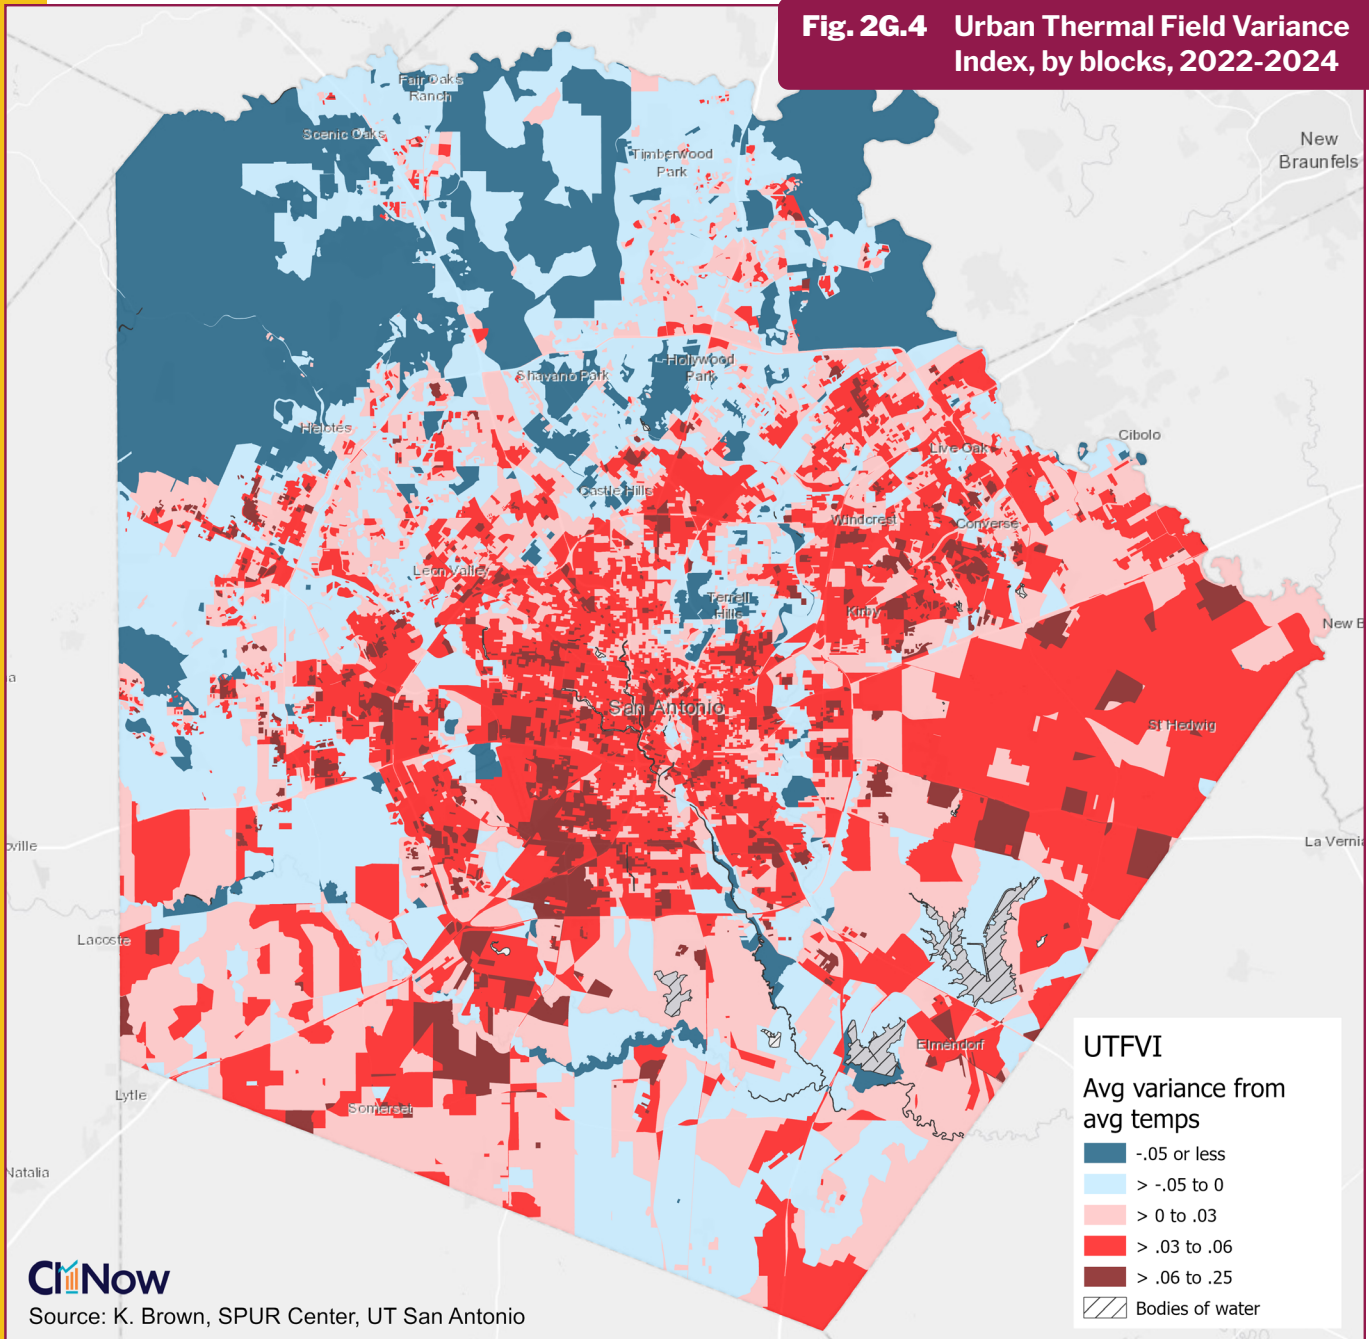 Fig. 2G.4 Urban Thermal Field Variance
Index, by blocks, 2022-2024
Fair Oaks
Ranch
Scenic Oaks
New
Braunfels
Timberwood
Park
Hollywood
Park
Shavano Park
Helotes
Cibolo
Live Oak
Castle Hills
Windcrest
Converse
Leon Valley
Terrell
Hills
Kirby
New B
a
San Antonio
St Hedwig
ville
La Vernia
Lacoste
Elmendorf
Lytle
Somerset
Natalia
UTFVI
Avg variance from
avg temps
-.05 or less
> -.05 to 0
> 0 to .03
> .03 to .06
> .06 to .25
Bodies of water
CI Now
Source: K. Brown, SPUR Center, UT San Antonio